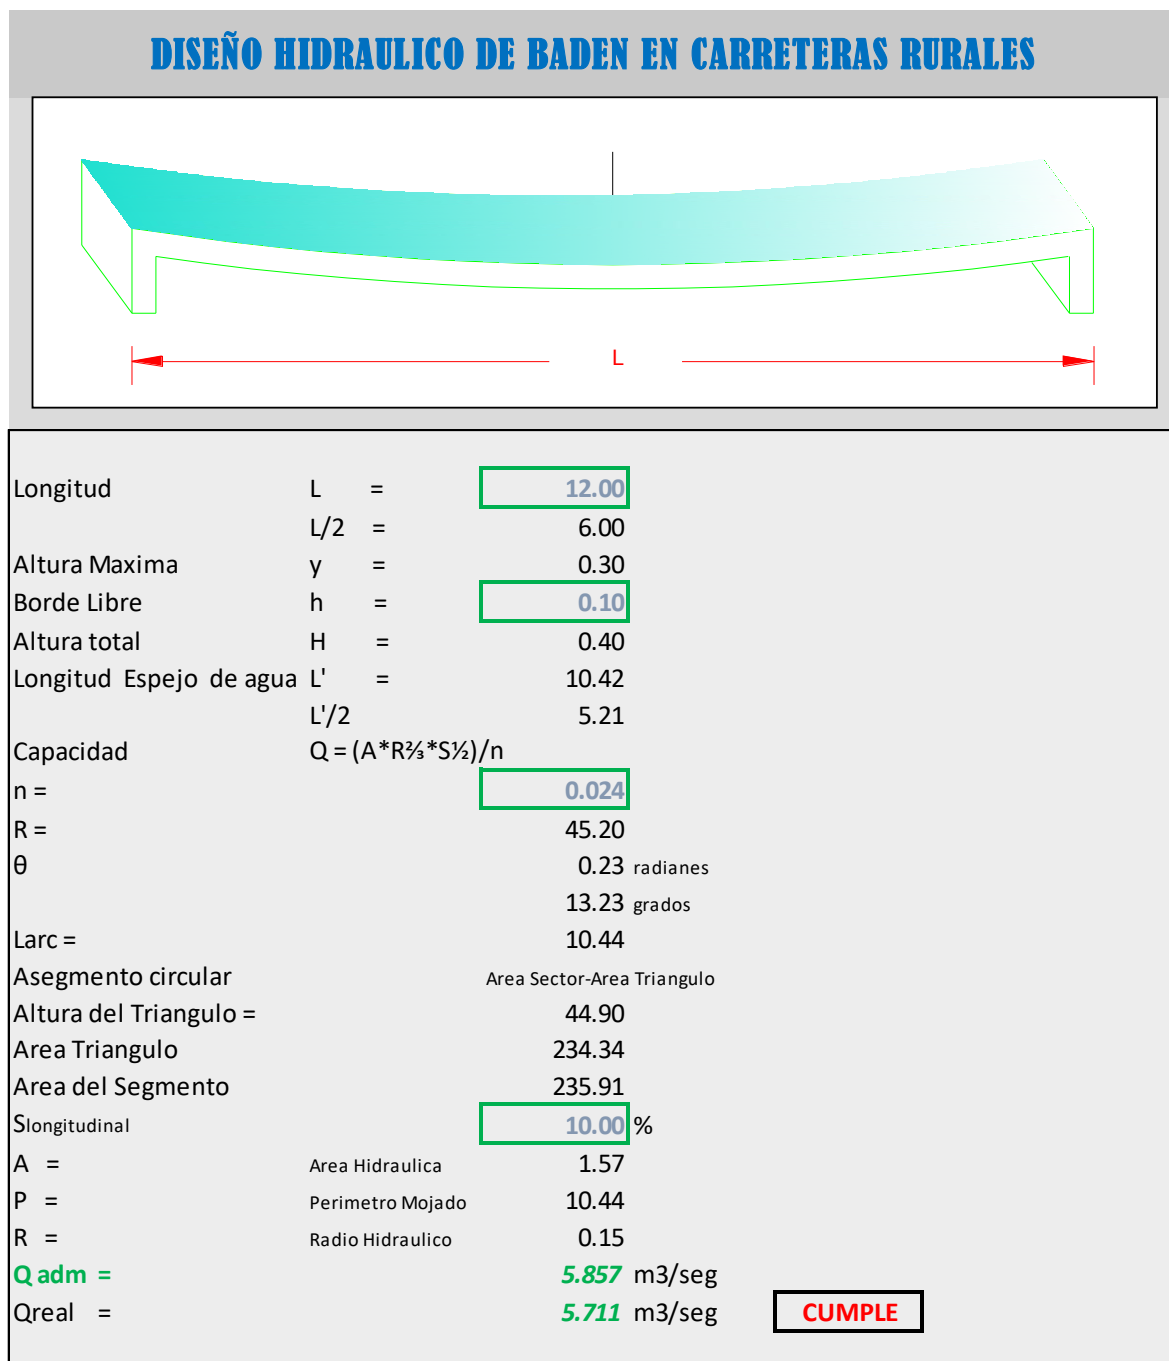 DISEÑO HIDRAULICO DE BADEN EN CARRETERAS RURALES
L
Longitud L = 12.00
L/2 = 6.00
Altura Maxima y = 0.30
Borde Libre h = 0.10
Altura total H = 0.40
Longitud Espejo de agua L' = 10.42
L'/2 5.21
Capacidad Q = (A*R⅔*S½)/n
n = 0.024
R = 45.20
θ 0.23 radianes
13.23 grados
Larc = 10.44
Asegmento circular Area Sector-Area Triangulo
Altura del Triangulo = 44.90
Area Triangulo 234.34
Area del Segmento 235.91
Slongitudinal 10.00 %
A = Area Hidraulica 1.57
P = Perimetro Mojado 10.44
R = Radio Hidraulico 0.15
Q adm = 5.857 m3/seg
Qreal = 5.711 m3/seg CUMPLE